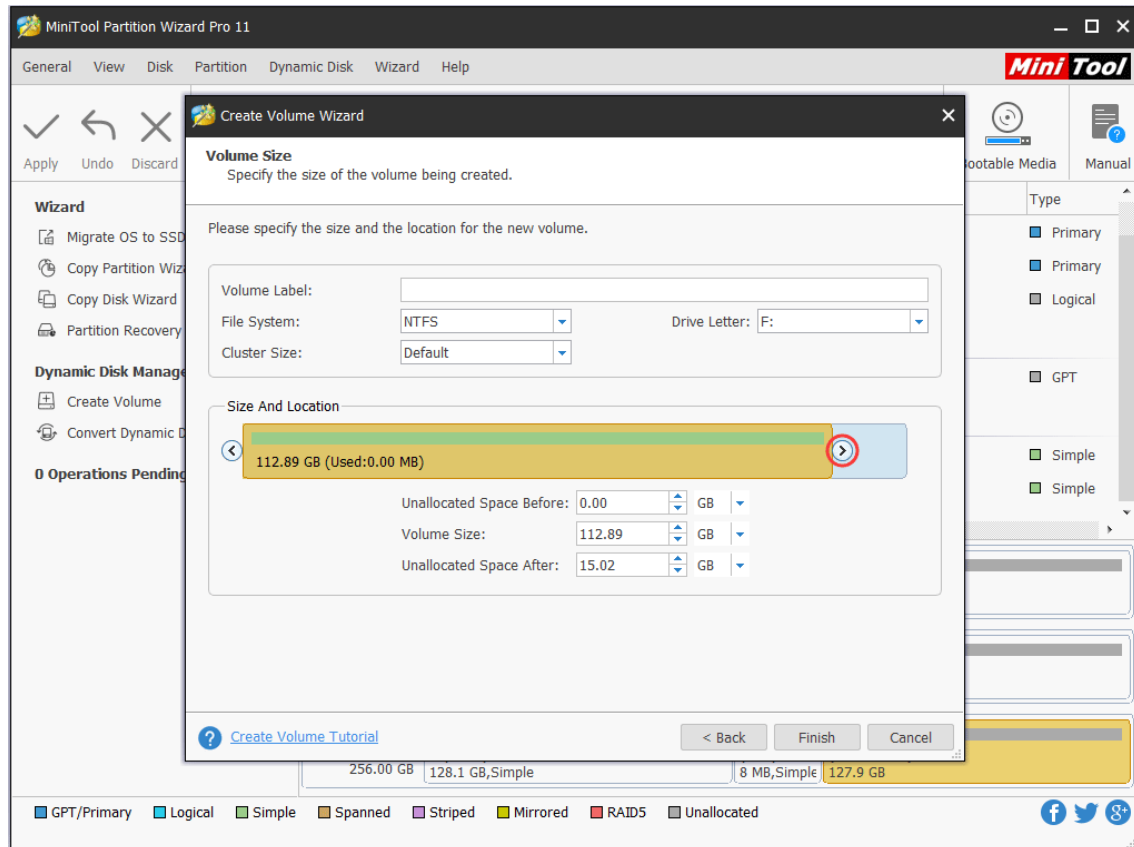 MiniTool Partition Wizard Pro 11
General View Disk Partition Dynamic Disk Wizard Help
Mini Tool
Apply Undo Discard
Bootable Media Manual
Create Volume Wizard
Volume Size
Specify the size of the volume being created.
Please specify the size and the location for the new volume.
Volume Label:
File System: NTFS Drive Letter: F:
Cluster Size: Default
Size And Location
112.89 GB (Used:0.00 MB)
Unallocated Space Before: 0.00 GB
Volume Size: 112.89 GB
Unallocated Space After: 15.02 GB
Create Volume Tutorial
< Back Finish Cancel
Wizard
Migrate OS to SSD
Copy Partition Wiza
Copy Disk Wizard
Partition Recovery
Dynamic Disk Manage
Create Volume
Convert Dynamic D
0 Operations Pending
Type
Primary
Primary
Logical
GPT
Simple
Simple
256.00 GB 128.1 GB,Simple 8 MB,Simple 127.9 GB
GPT/Primary Logical Simple Spanned Striped Mirrored RAID5 Unallocated